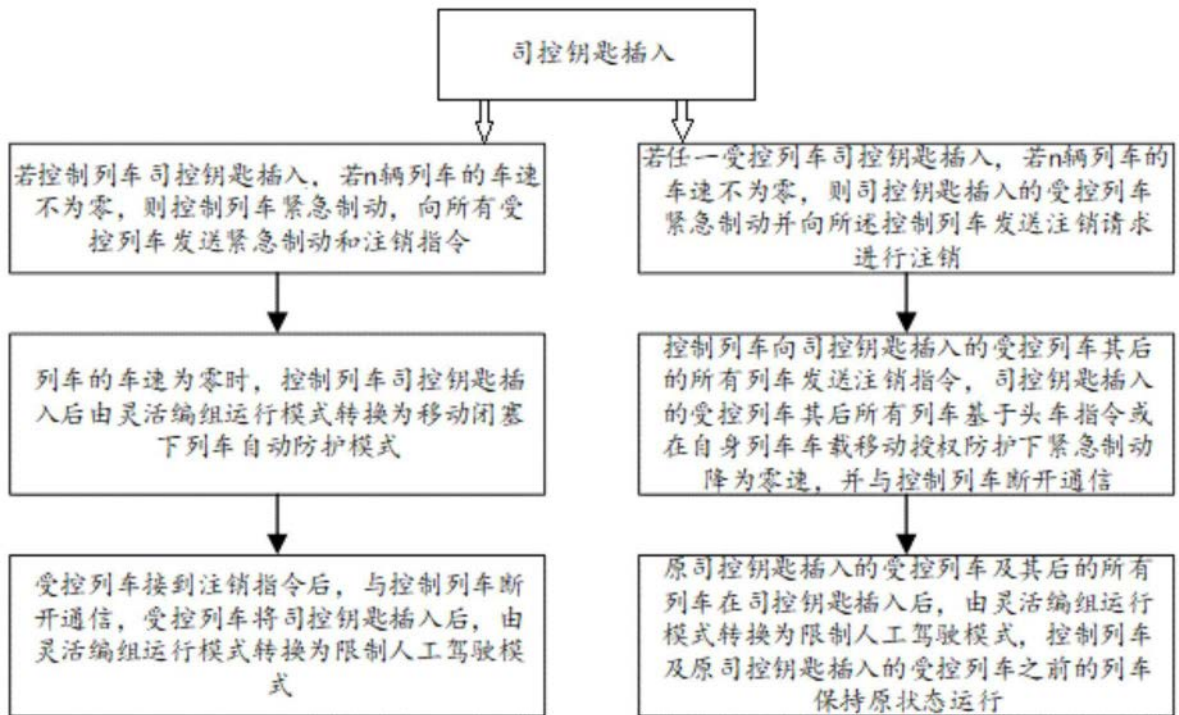 司控钥匙插入
若控制列车司控钥匙插入，若n辆列车的车速
不为零，则控制列车紧急制动，向所有受
控列车发送紧急制动和注销指令
列车的车速为零时，控制列车司控钥匙插
入后由灵活编组运行模式转换为移动闭塞
下列车自动防护模式
受控列车接到注销指令后，与控制列车断
开通信，受控列车将司控钥匙插入后，由
灵活编组运行模式转换为限制人工驾驶模
式
若任一受控列车司控钥匙插入，若n辆列车的
车速不为零，则司控钥匙插入的受控列车
紧急制动并向所述控制列车发送注销请求
进行注销
控制列车向司控钥匙插入的受控列车其后
的所有列车发送注销指令，司控钥匙插入
的受控列车其后所有列车基于头车指令或
在自身列车车载移动授权防护下紧急制动
降为零速，并与控制列车断开通信
原司控钥匙插入的受控列车及其后的所有
列车在司控钥匙插入后，由灵活编组运行
模式转换为限制人工驾驶模式，控制列车
及原司控钥匙插入的受控列车之前的列车
保持原状态运行